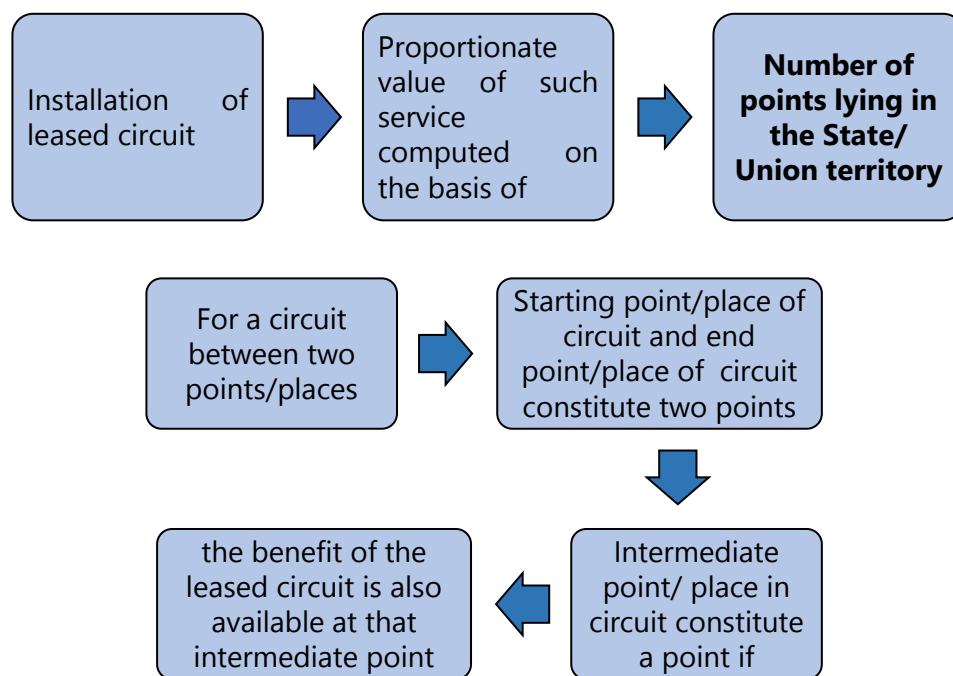 Installation of
leased circuit
Proportionate
value of such
service
computed on
the basis of
Number of
points lying in
the State/
Union territory
For a circuit
between two
points/places
Starting point/place of
circuit and end
point/place of circuit
constitute two points
Intermediate
point/ place in
circuit constitute
a point if
the benefit of the
leased circuit is also
available at that
intermediate point